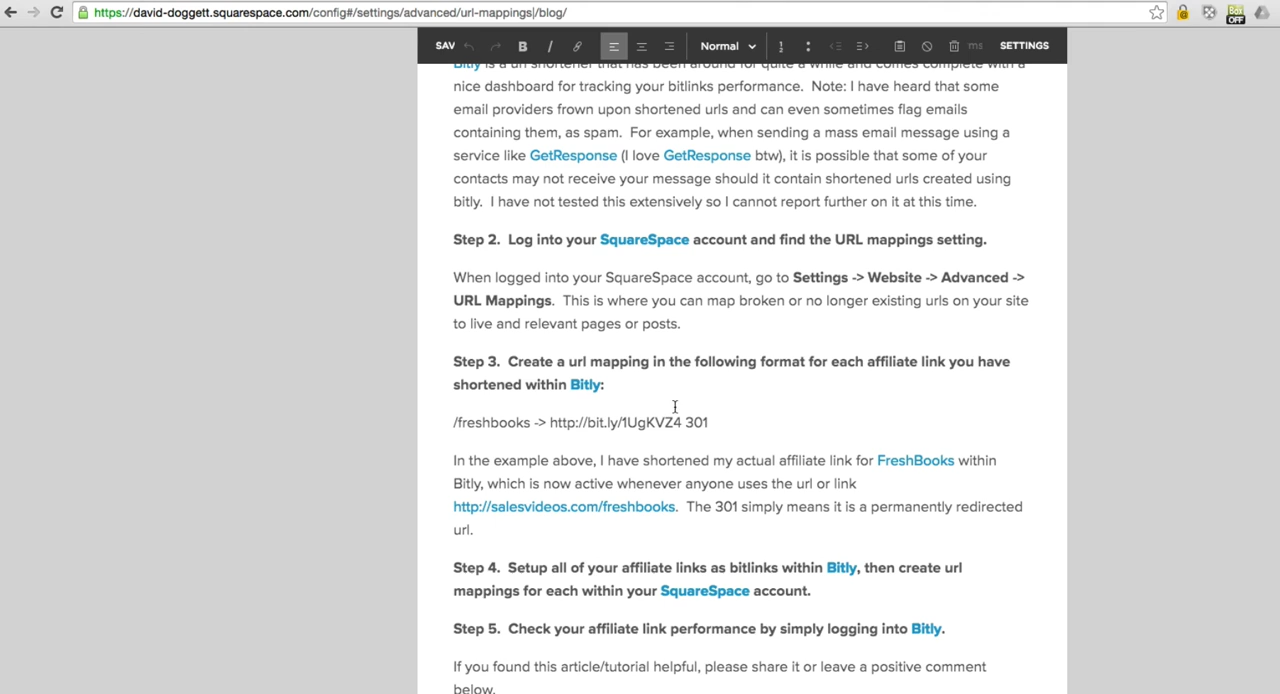 https://david-doggett.squarespace.com/config#/settings/advanced/url-mappings|/blog/
SAV B I Normal ms SETTINGS
Bitly is a url shortener that has been around for quite a while and comes complete with a
nice dashboard for tracking your bitlinks performance. Note: I have heard that some
email providers frown upon shortened urls and can even sometimes flag emails
containing them, as spam. For example, when sending a mass email message using a
service like GetResponse (I love GetResponse btw), it is possible that some of your
contacts may not receive your message should it contain shortened urls created using
bitly. I have not tested this extensively so I cannot report further on it at this time.
Step 2. Log into your SquareSpace account and find the URL mappings setting.
When logged into your SquareSpace account, go to Settings -> Website -> Advanced ->
URL Mappings. This is where you can map broken or no longer existing urls on your site
to live and relevant pages or posts.
Step 3. Create a url mapping in the following format for each affiliate link you have
shortened within Bitly:
/freshbooks -> http://bit.ly/1UgKVZ4 301
In the example above, I have shortened my actual affiliate link for FreshBooks within
Bitly, which is now active whenever anyone uses the url or link
http://salesvideos.com/freshbooks. The 301 simply means it is a permanently redirected
url.
Step 4. Setup all of your affiliate links as bitlinks within Bitly, then create url
mappings for each within your SquareSpace account.
Step 5. Check your affiliate link performance by simply logging into Bitly.
If you found this article/tutorial helpful, please share it or leave a positive comment
below.